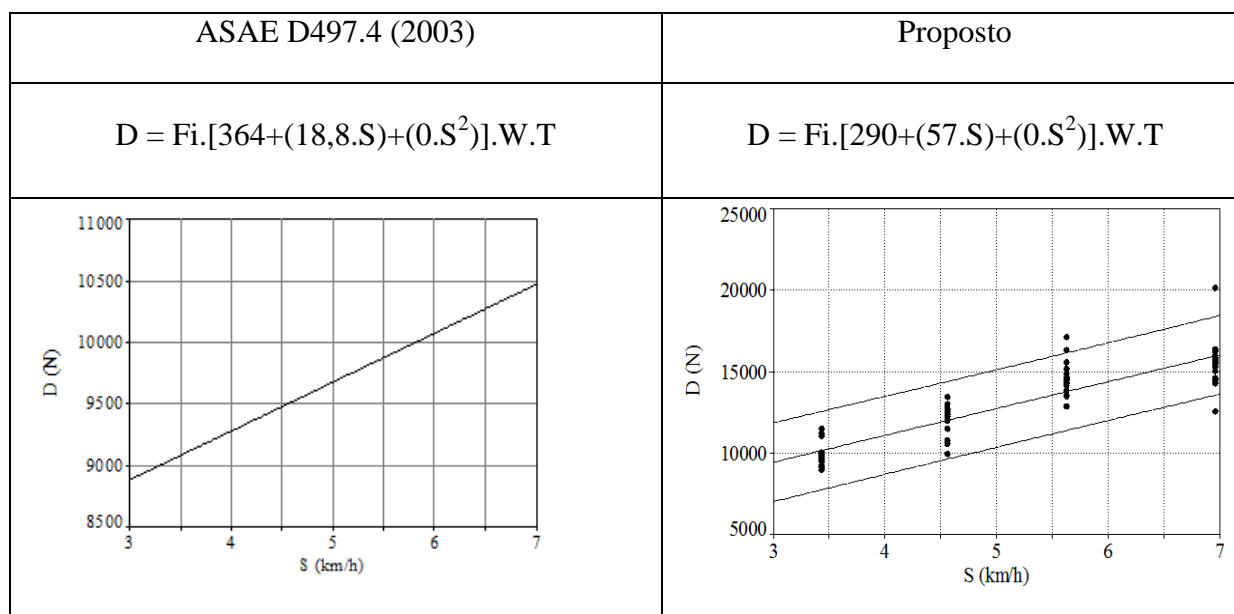 ASAE D497.4 (2003)
Proposto
D = Fi.[364+(18,8.S)+(0.S²)].W.T
D = Fi.[290+(57.S)+(0.S²)].W.T
11000
10500
10000
9500
9000
8500
D (N)
3 4 5 6 7
S (km/h)
25000
20000
15000
10000
5000
D (N)
3 4 5 6 7
S (km/h)